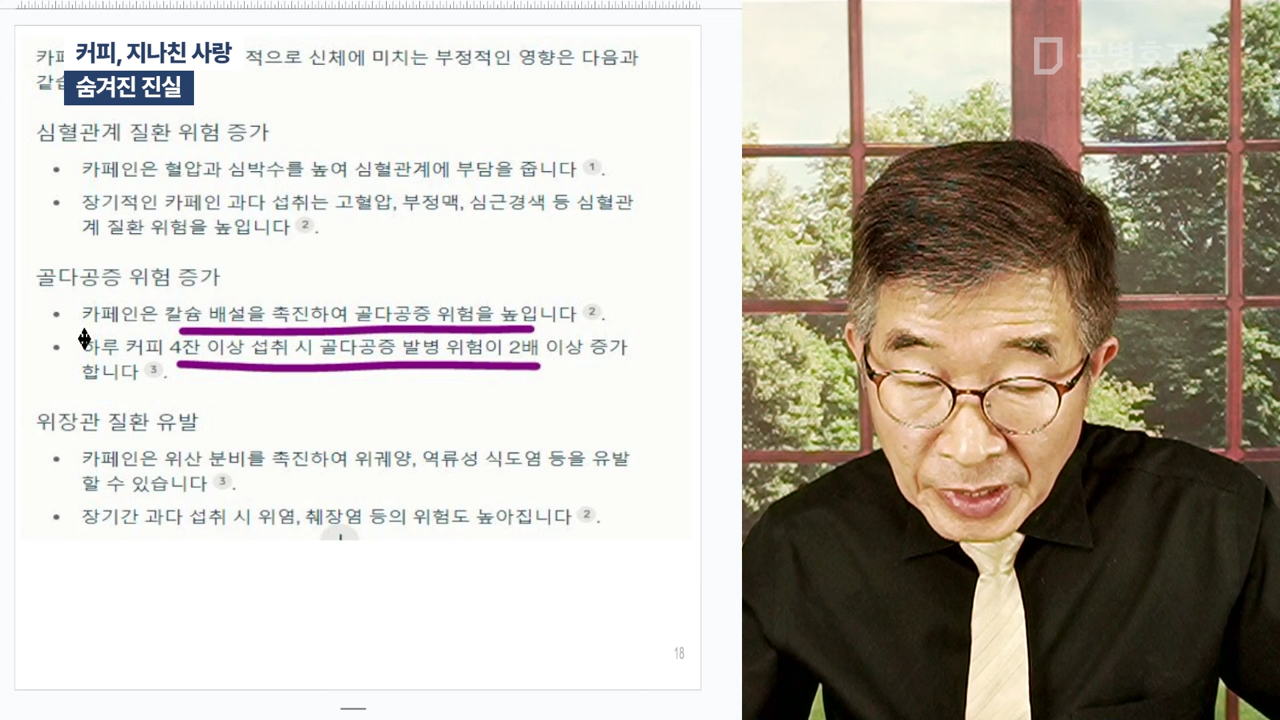 커피, 지나친 사랑
숨겨진 진실
적으로 신체에 미치는 부정적인 영향은 다음과
심혈관계 질환 위험 증가
카페인은 혈압과 심박수를 높여 심혈관계에 부담을 줍니다 1.
장기적인 카페인 과다 섭취는 고혈압, 부정맥, 심근경색 등 심혈관
계 질환 위험을 높입니다 2.
골다공증 위험 증가
카페인은 칼슘 배설을 촉진하여 골다공증 위험을 높입니다 2.
하루 커피 4잔 이상 섭취 시 골다공증 발병 위험이 2배 이상 증가
합니다 3.
위장관 질환 유발
카페인은 위산 분비를 촉진하여 위궤양, 역류성 식도염 등을 유발
할 수 있습니다 3.
장기간 과다 섭취 시 위염, 췌장염 등의 위험도 높아집니다 2.
18